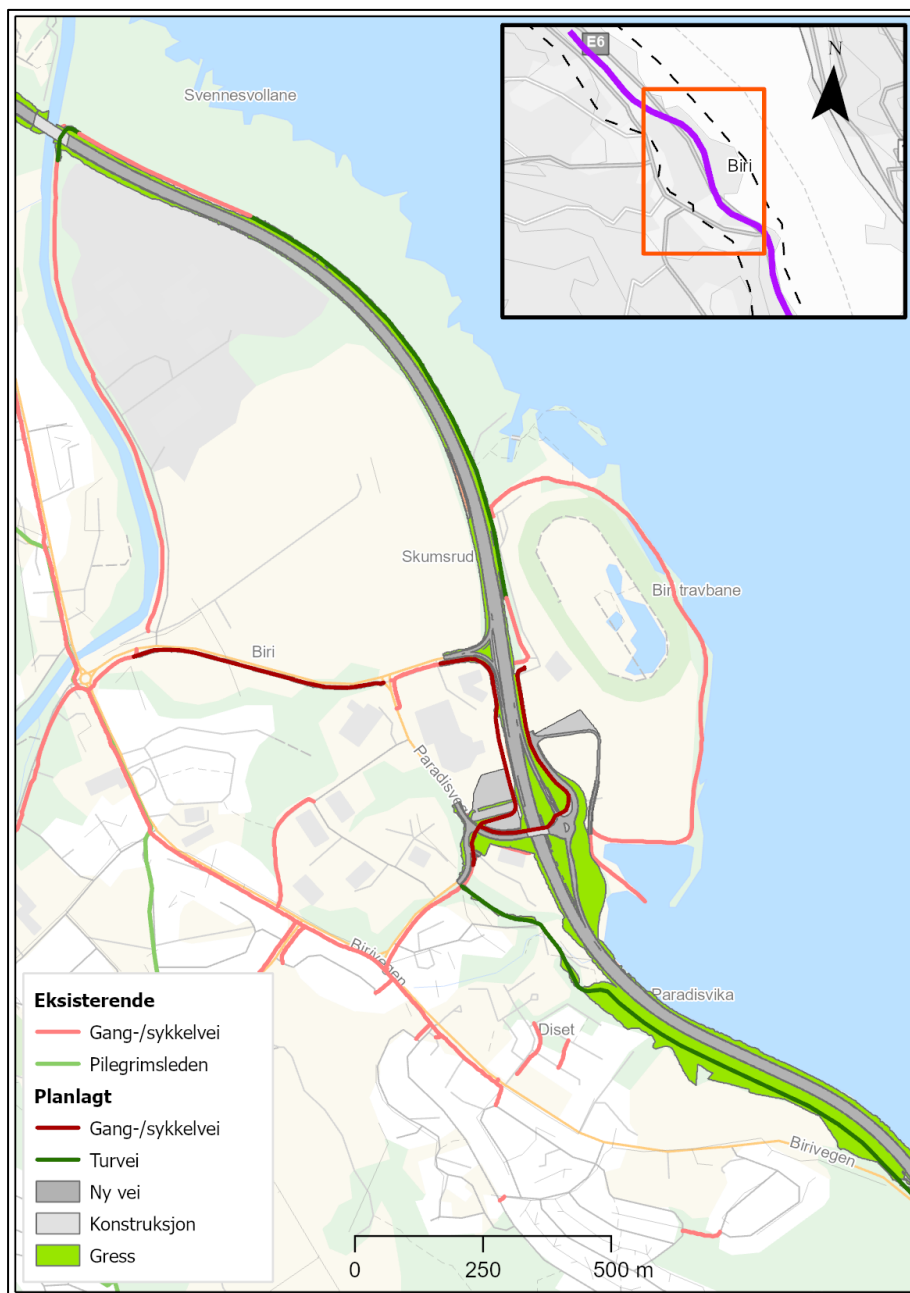 Svennesvollane
E6
N
Biri
Skumsrud
Biri travbane
Biri
Birivegen
Paradisvika
Diset
Birivegen
Eksisterende
Gang-/sykkelvei
Pilegrimsleden
Planlagt
Gang-/sykkelvei
Turvei
Ny vei
Konstruksjon
Gress
0 250 500 m